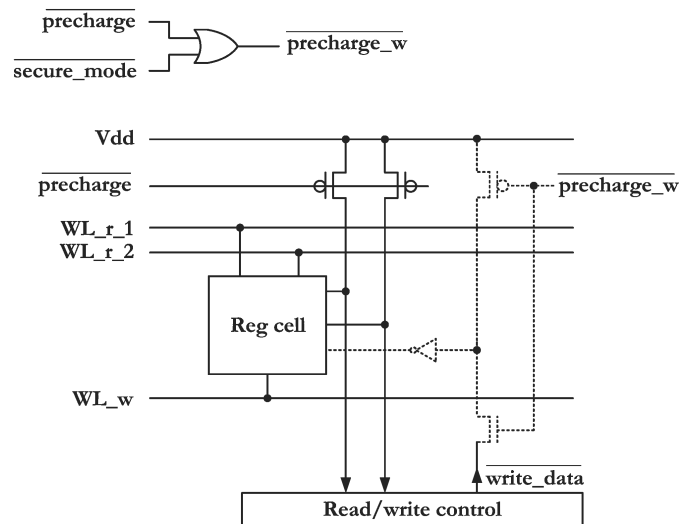 precharge
precharge_w
secure_mode
Vdd
precharge
precharge_w
WL_r_1
WL_r_2
Reg cell
WL_w
write_data
Read/write control